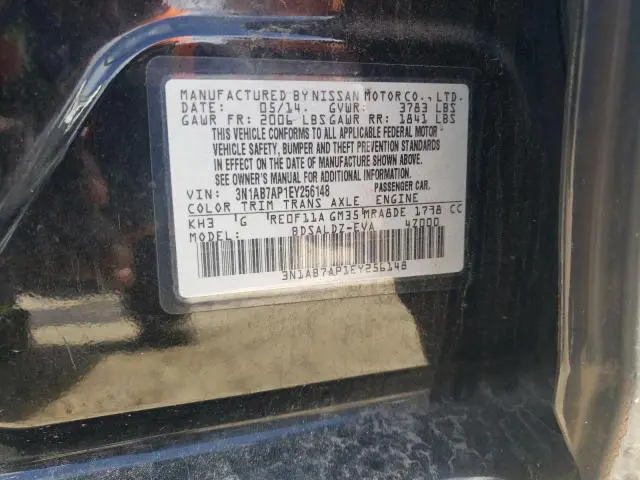 MANUFACTURED BY NISSAN MOTOR CO., LTD.
DATE: 05/14 GVWR: 3783 LBS
GAWR FR: 2006 LBS GAWR RR: 1841 LBS
THIS VEHICLE CONFORMS TO ALL APPLICABLE FEDERAL MOTOR
VEHICLE SAFETY, BUMPER AND THEFT PREVENTION STANDARDS
IN EFFECT ON THE DATE OF MANUFACTURE SHOWN ABOVE.
SEE OWNER'S MANUAL FOR ADDITIONAL INFORMATION.
VIN: 3N1AB7AP1EY256148 PASSENGER CAR.
COLOR TRIM TRANS AXLE ENGINE
KH3 G RE0F11A GM35 MRA8DE 1798 CC
MODEL: BDSALDZ-EVA 4Z000
3N1AB7AP1EY256148